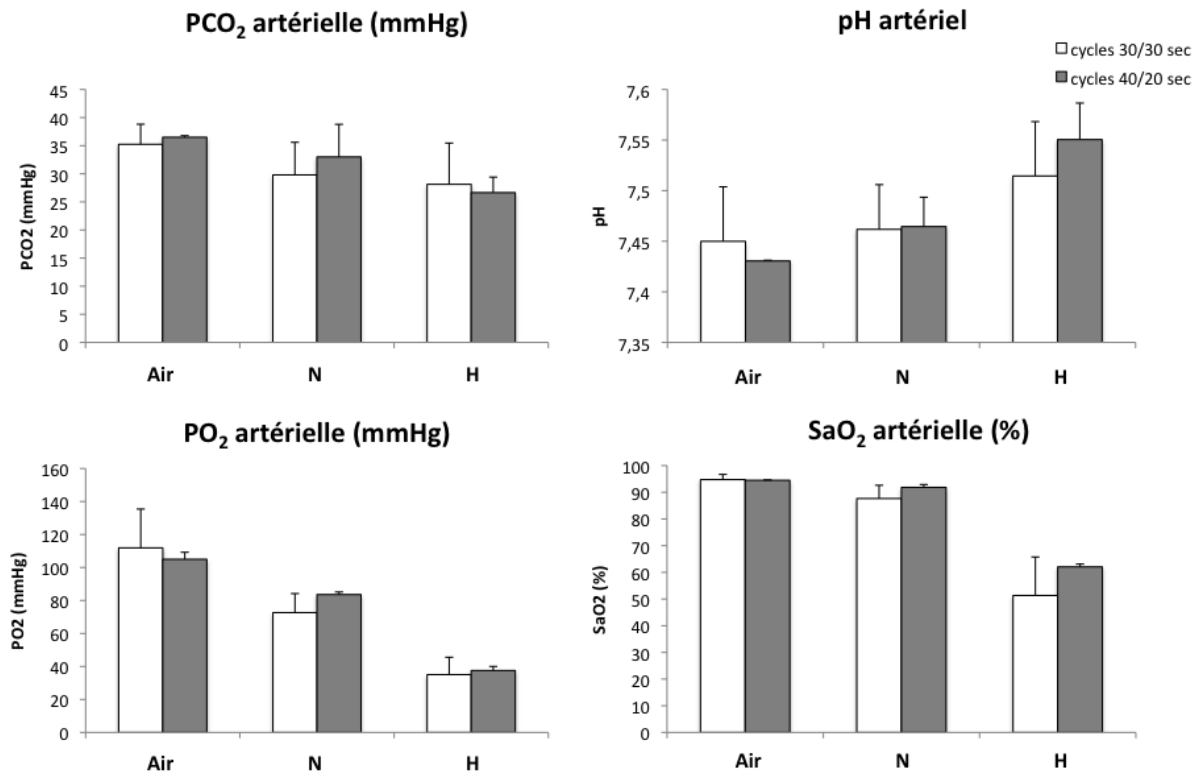 PCO₂ artérielle (mmHg)
PCO2 (mmHg)
45
40
35
30
25
20
15
10
5
0
Air N H
pH artériel
cycles 30/30 sec
cycles 40/20 sec
pH
7,6
7,55
7,5
7,45
7,4
7,35
Air N H
PO₂ artérielle (mmHg)
PO2 (mmHg)
160
140
120
100
80
60
40
20
0
Air N H
SaO₂ artérielle (%)
SaO2 (%)
100
90
80
70
60
50
40
30
20
10
0
Air N H